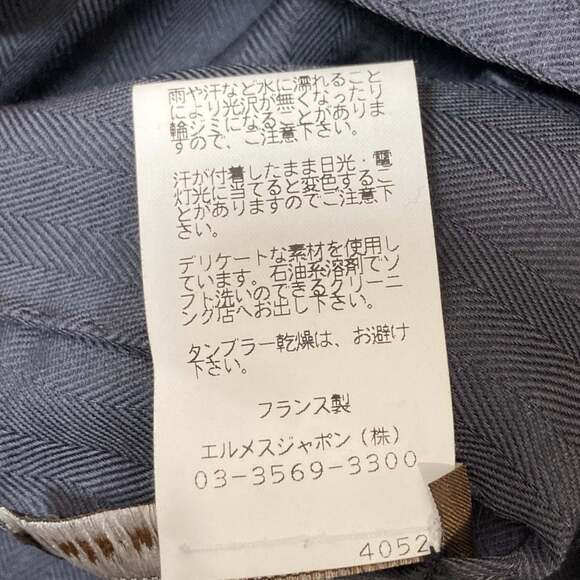 雨や汗など水に濡れること
により光沢が無くなったり
輪ジミになることがありま
すので、ご注意下さい。
汗が付着したまま日光・電
灯光に当てると変色するこ
とがありますのでご注意下
さい。
デリケートな素材を使用し
ています。石油系溶剤でソ
フト洗いのできるクリーニ
ング店へお出し下さい。
タンブラー乾燥は、お避け
下さい。
フランス製
エルメスジャポン(株)
03-3569-3300
4052